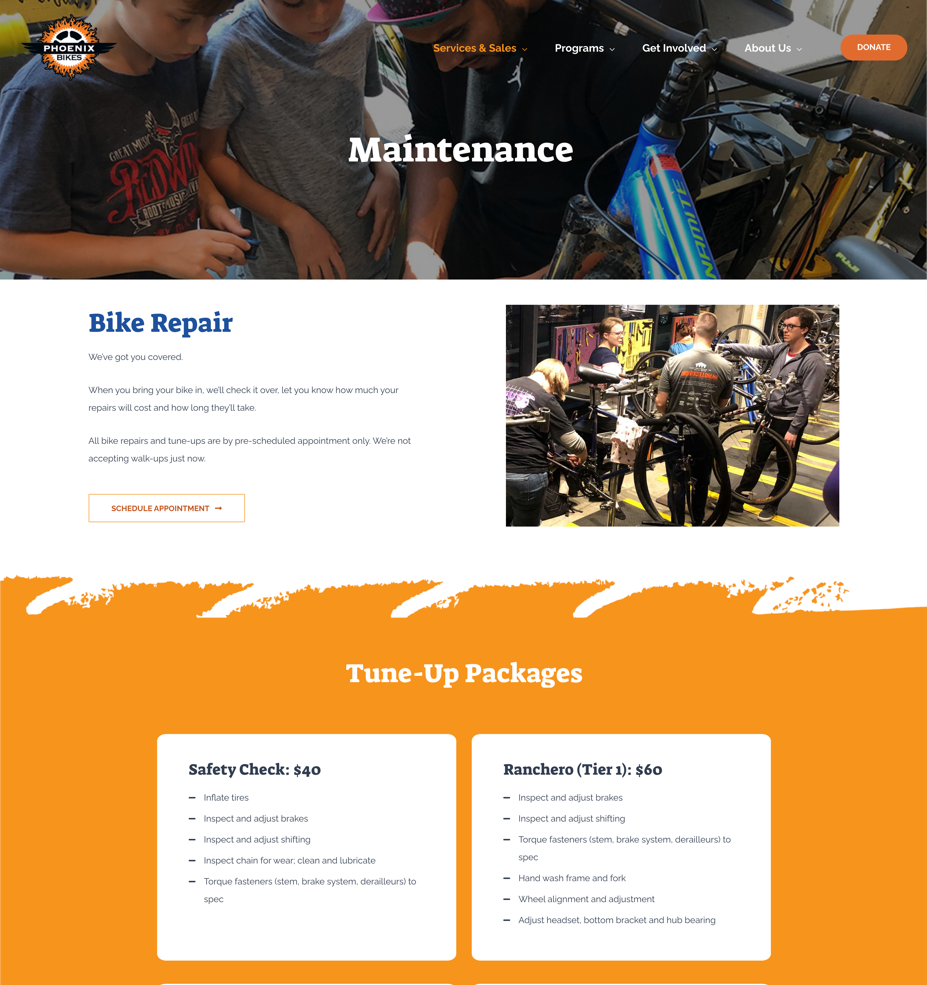 PHOENIX
BIKES
Services & Sales
Programs
Get Involved
About Us
DONATE
GREAT MUSIC
REDW
ROOTS MUSIC
DYNAMITE
FUJI
Maintenance
Bike Repair
We've got you covered.
When you bring your bike in, we'll check it over, let you know how much your
repairs will cost and how long they'll take.
All bike repairs and tune-ups are by pre-scheduled appointment only. We're not
accepting walk-ups just now.
SCHEDULE APPOINTMENT
Tune-Up Packages
Safety Check: $40
Inflate tires
Inspect and adjust brakes
Inspect and adjust shifting
Inspect chain for wear; clean and lubricate
Torque fasteners (stem, brake system, derailleurs) to
spec
Ranchero (Tier 1): $60
Inspect and adjust brakes
Inspect and adjust shifting
Torque fasteners (stem, brake system, derailleurs) to
spec
Hand wash frame and fork
Wheel alignment and adjustment
Adjust headset, bottom bracket and hub bearing